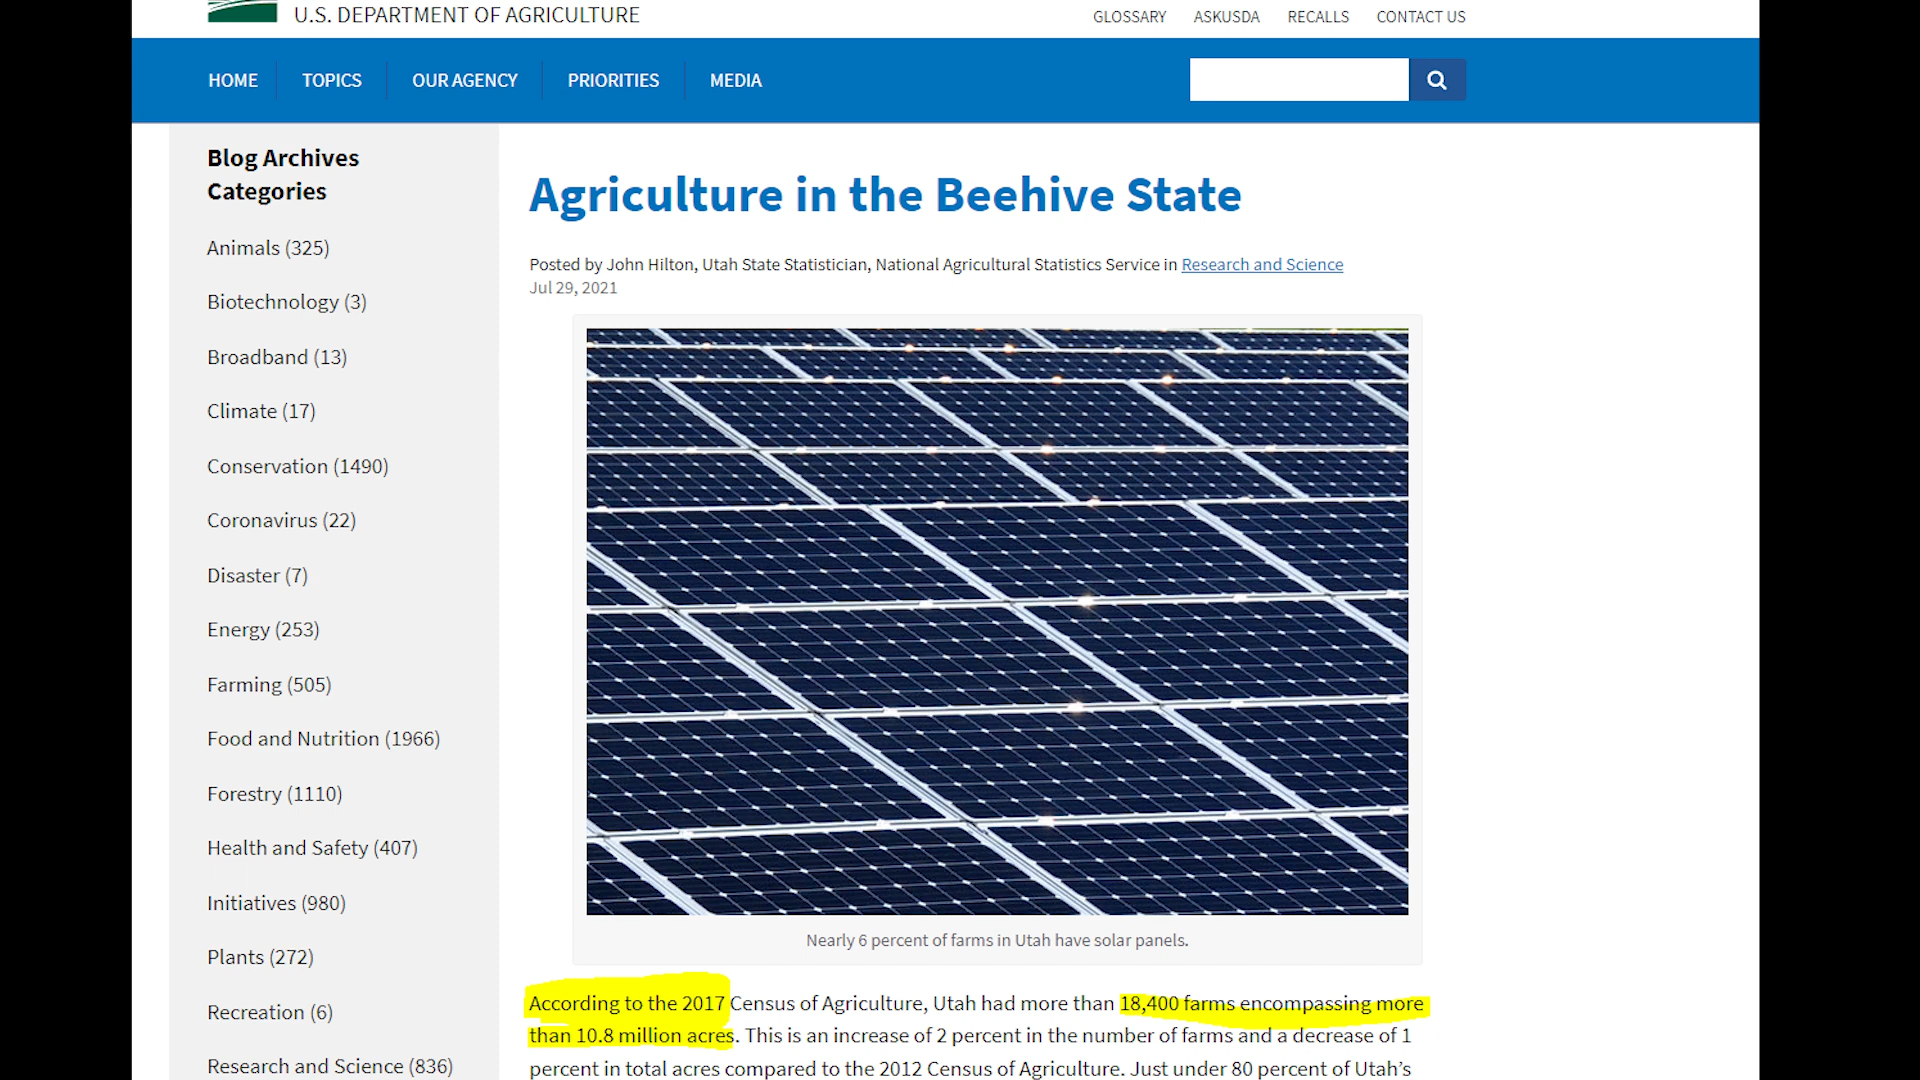 U.S. DEPARTMENT OF AGRICULTURE
GLOSSARY ASKUSDA RECALLS CONTACT US
HOME TOPICS OUR AGENCY PRIORITIES MEDIA
Blog Archives
Categories
Animals (325)
Biotechnology (3)
Broadband (13)
Climate (17)
Conservation (1490)
Coronavirus (22)
Disaster (7)
Energy (253)
Farming (505)
Food and Nutrition (1966)
Forestry (1110)
Health and Safety (407)
Initiatives (980)
Plants (272)
Recreation (6)
Research and Science (836)
Agriculture in the Beehive State
Posted by John Hilton, Utah State Statistician, National Agricultural Statistics Service in Research and Science
Jul 29, 2021
Nearly 6 percent of farms in Utah have solar panels.
According to the 2017 Census of Agriculture, Utah had more than 18,400 farms encompassing more
than 10.8 million acres. This is an increase of 2 percent in the number of farms and a decrease of 1
percent in total acres compared to the 2012 Census of Agriculture. Just under 80 percent of Utah's